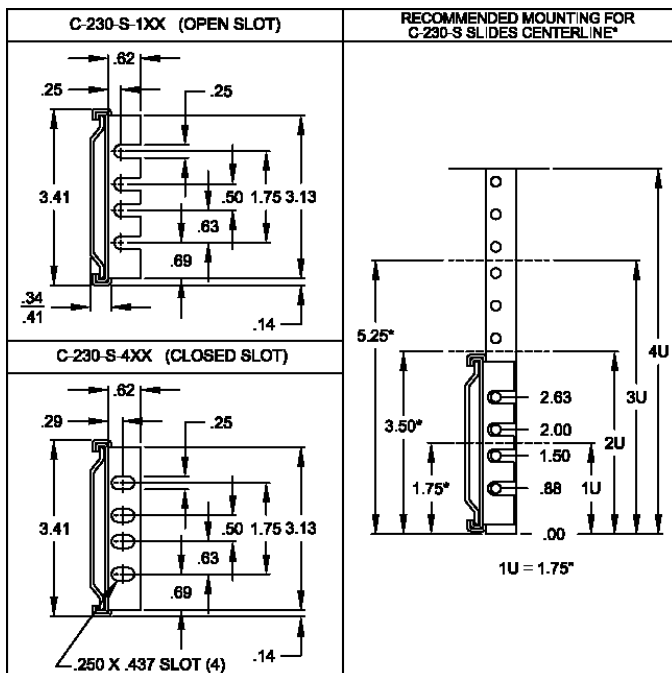 C-230-S-1XX (OPEN SLOT)
.62
.25
.25
3.41
.50 1.75 3.13
.63
.69
.34
.41
.14
C-230-S-4XX (CLOSED SLOT)
.62
.29
.25
3.41
.50 1.75 3.13
.63
.69
.14
.250 X .437 SLOT (4)
RECOMMENDED MOUNTING FOR
C-230-S SLIDES CENTERLINE*
5.25*
4U
3U
3.50*
2U
2.63
2.00
1.50
1.75*
.88
1U
.00
1U = 1.75"